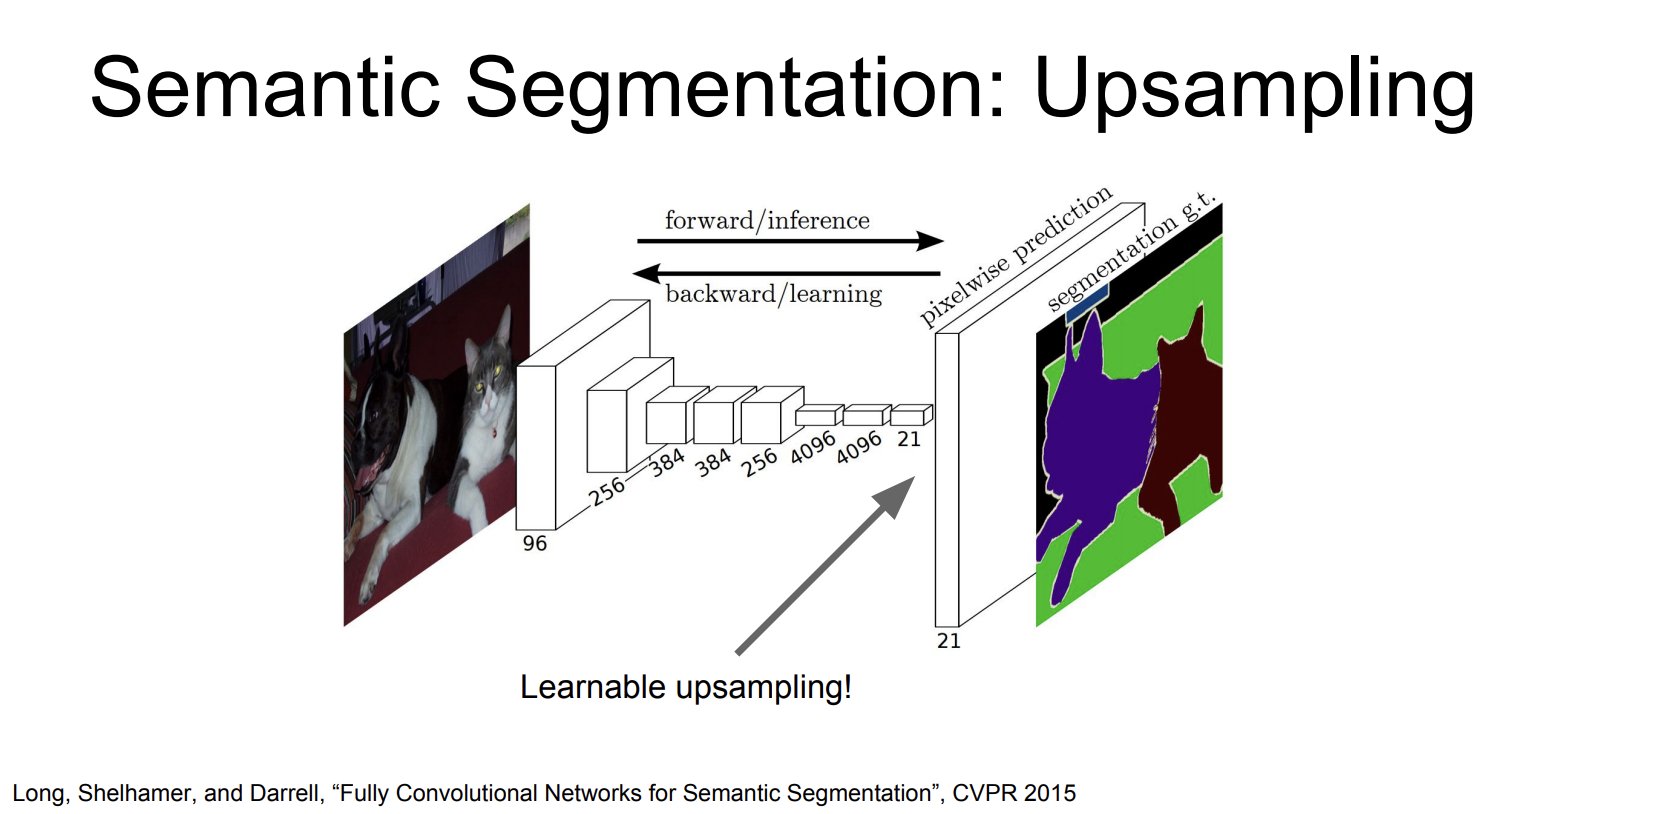 Semantic Segmentation: Upsampling
forward/inference
backward/learning
pixelwise prediction
segmentation g.t.
96
256
384
384
256
4096
4096
21
21
Learnable upsampling!
Long, Shelhamer, and Darrell, “Fully Convolutional Networks for Semantic Segmentation”, CVPR 2015